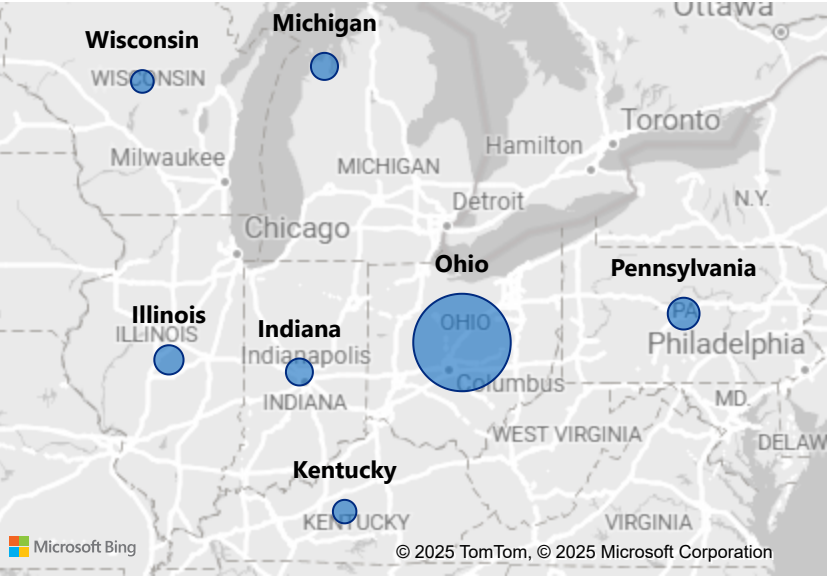 Ottawa
Michigan
Wisconsin
WISCONSIN
Toronto
Hamilton
Milwaukee
MICHIGAN
Detroit
N.Y.
Chicago
Ohio
Pennsylvania
PA
Illinois
OHIO
ILLINOIS
Indiana
Philadelphia
Indianapolis
Columbus
INDIANA
MD.
WEST VIRGINIA
DELAW
Kentucky
KENTUCKY
VIRGINIA
Microsoft Bing
© 2025 TomTom, © 2025 Microsoft Corporation